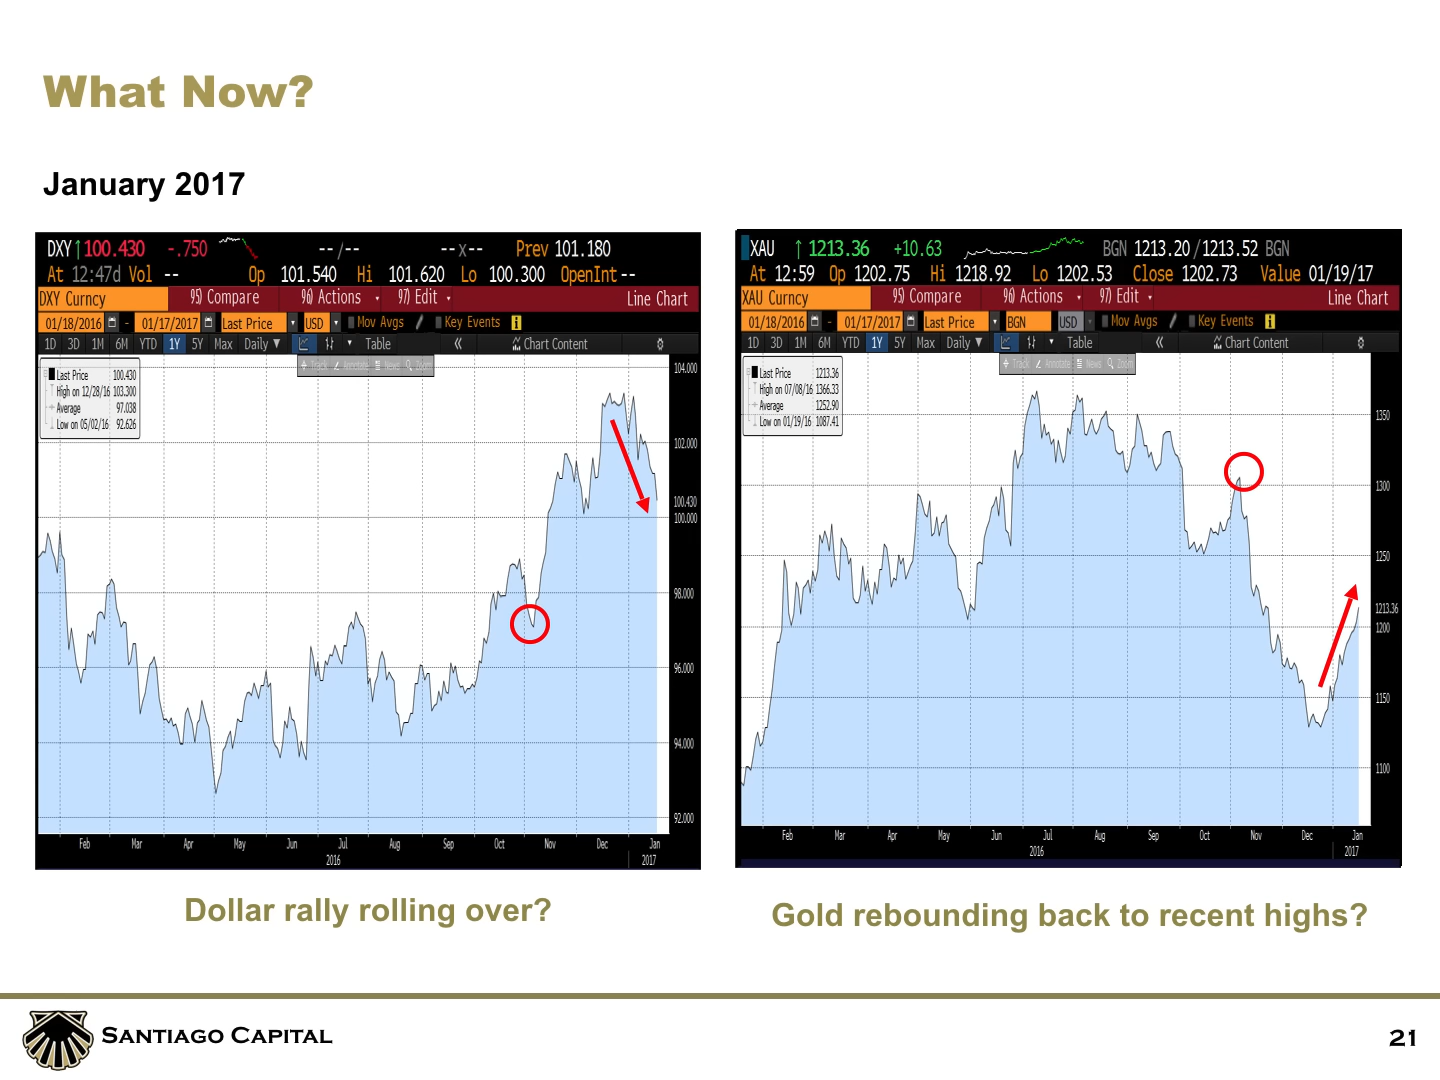 What Now?
January 2017
DXY ↑100.430 -.750 --/-- --x-- Prev 101.180
At 12:47d Vol -- Op 101.540 Hi 101.620 Lo 100.300 OpenInt --
DXY Curncy 95) Compare 96) Actions 97) Edit Line Chart
01/18/2016 - 01/17/2017 Last Price USD Mov Avgs Key Events
1D 3D 1M 6M YTD 1Y 5Y Max Daily ▼ Table « Chart Content
Track Annotate News Zoom
Last Price 100.430
High on 12/28/16 103.300
Average 97.038
Low on 05/02/16 92.626
104.000
102.000
100.430
100.000
98.000
96.000
94.000
92.000
Feb Mar Apr May Jun Jul Aug Sep Oct Nov Dec Jan
2016 2017
XAU ↑ 1213.36 +10.63 BGN 1213.20/1213.52 BGN
At 12:59 Op 1202.75 Hi 1218.92 Lo 1202.53 Close 1202.73 Value 01/19/17
XAU Curncy 95) Compare 96) Actions 97) Edit Line Chart
01/18/2016 - 01/17/2017 Last Price BGN USD Mov Avgs Key Events
1D 3D 1M 6M YTD 1Y 5Y Max Daily ▼ Table « Chart Content
Track Annotate News Zoom
Last Price 1213.36
High on 07/08/16 1366.33
Average 1252.90
Low on 01/19/16 1087.41
1350
1300
1250
1213.36
1200
1150
1100
Feb Mar Apr May Jun Jul Aug Sep Oct Nov Dec Jan
2016 2017
Dollar rally rolling over?
Gold rebounding back to recent highs?
Santiago Capital
21